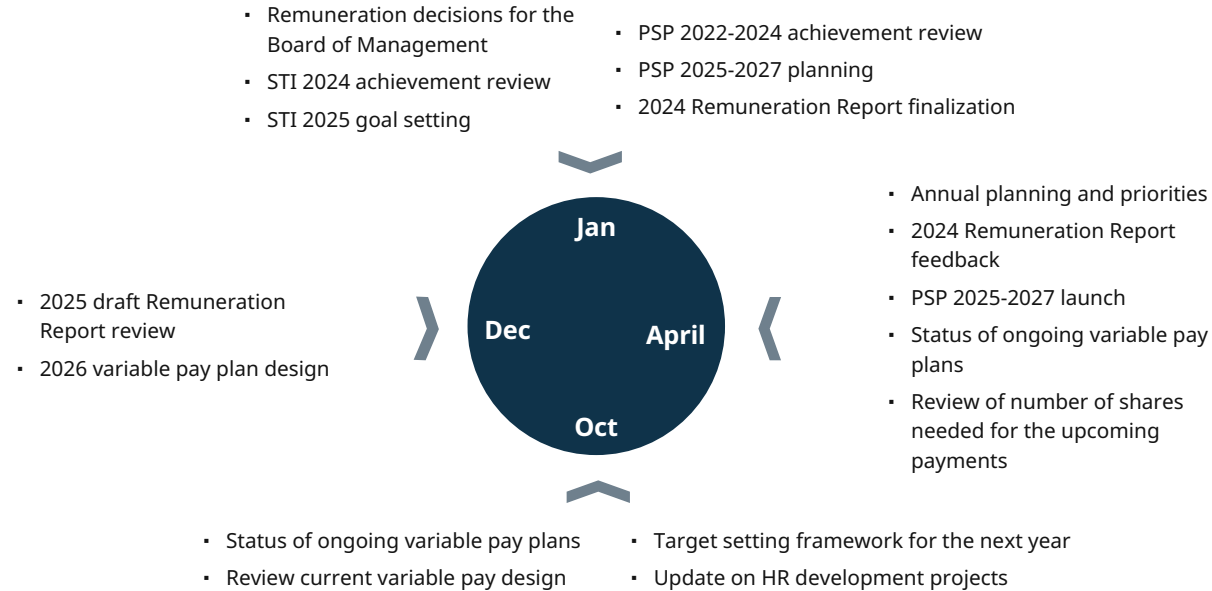 ▪ Remuneration decisions for the
Board of Management
▪ STI 2024 achievement review
▪ STI 2025 goal setting
▪ PSP 2022-2024 achievement review
▪ PSP 2025-2027 planning
▪ 2024 Remuneration Report finalization
Jan
▪ Annual planning and priorities
▪ 2024 Remuneration Report
feedback
▪ PSP 2025-2027 launch
▪ Status of ongoing variable pay
plans
▪ Review of number of shares
needed for the upcoming
payments
April
▪ 2025 draft Remuneration
Report review
▪ 2026 variable pay plan design
Dec
Oct
▪ Status of ongoing variable pay plans
▪ Review current variable pay design
▪ Target setting framework for the next year
▪ Update on HR development projects